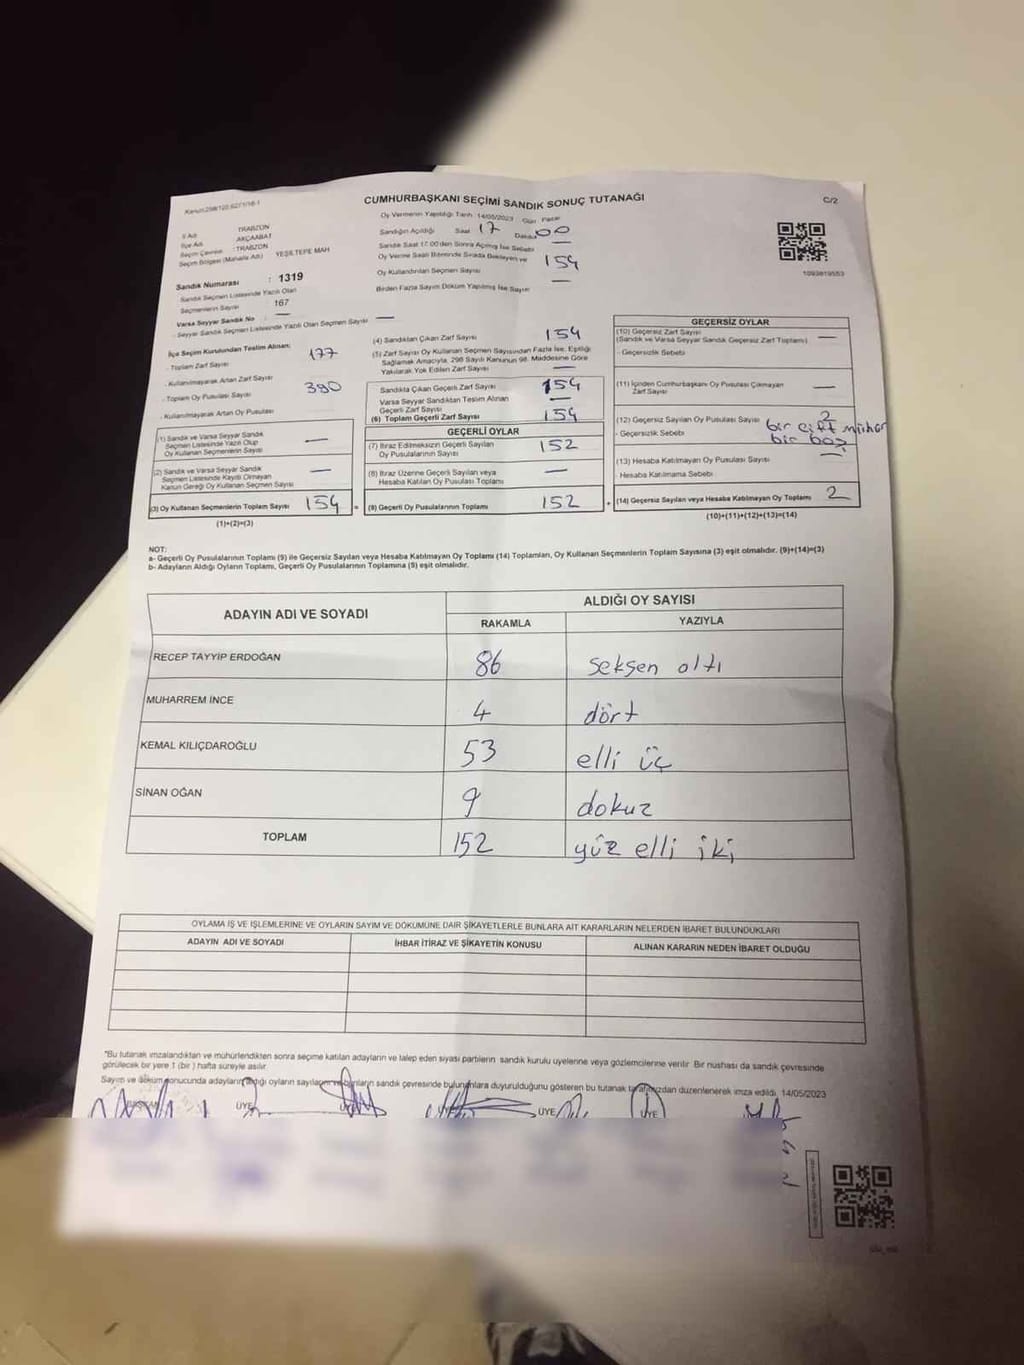 CUMHURBAŞKANI SEÇİMİ SANDIK SONUÇ TUTANAĞI
C/2
İl Adı TRABZON
İlçe Adı AKÇAABAT
Seçim Çevresi : TRABZON
Seçim Bölgesi (Mahalle Adı) YEŞİLTEPE MAH
Sandık Numarası : 1319
Sandık Seçmen Listesinde Yazılı Olan
Seçmenlerin Sayısı 167
Varsa Seyyar Sandık No —
- Seyyar Sandık Seçmen Listesinde Yazılı Olan Seçmen Sayısı —
Oy Vermenin Yapıldığı Tarih 14/05/2023 Gün Pazar
Sandığın Açıldığı Saat 17 Dakika 00
Sandık Saat 17.00'den Sonra Açılmış İse Sebebi —
Oy Verme Saati Bitiminde Sırada Bekleyen ve
Oy Kullandırılan Seçmen Sayısı 154
Birden Fazla Sayım Döküm Yapılmış İse Sayısı —
1093819553
İlçe Seçim Kurulundan Teslim Alınan:
- Toplam Zarf Sayısı 177
- Kullanılmayarak Artan Zarf Sayısı
- Toplam Oy Pusulası Sayısı 390
- Kullanılmayarak Artan Oy Pusulası
(1) Sandık ve Varsa Seyyar Sandık
Seçmen Listesinde Yazılı Olup
Oy Kullanan Seçmenlerin Sayısı —
(2) Sandık ve Varsa Seyyar Sandık
Seçmen Listesinde Kayıtlı Olmayan
Kanun Gereği Oy Kullanan Seçmen Sayısı —
(3) Oy Kullanan Seçmenlerin Toplam Sayısı 154
(1)+(2)=(3)
(4) Sandıktan Çıkan Zarf Sayısı 154
(5) Zarf Sayısı Oy Kullanan Seçmen Sayısından Fazla İse, Eşitliği
Sağlamak Amacıyla, 298 Sayılı Kanunun 98. Maddesine Göre
Yakılarak Yok Edilen Zarf Sayısı —
Sandıkta Çıkan Geçerli Zarf Sayısı 154
Varsa Seyyar Sandıktan Teslim Alınan
Geçerli Zarf Sayısı —
(6) Toplam Geçerli Zarf Sayısı 154
GEÇERLİ OYLAR
(7) İtiraz Edilmeksizin Geçerli Sayılan
Oy Pusulalarının Sayısı 152
(8) İtiraz Üzerine Geçerli Sayılan veya
Hesaba Katılan Oy Pusulası Toplamı —
= (9) Geçerli Oy Pusulalarının Toplamı 152 +
GEÇERSİZ OYLAR
(10) Geçersiz Zarf Sayısı
(Sandık ve Varsa Seyyar Sandık Geçersiz Zarf Toplamı) —
- Geçersizlik Sebebi
(11) İçinden Cumhurbaşkanı Oy Pusulası Çıkmayan
Zarf Sayısı —
(12) Geçersiz Sayılan Oy Pusulası Sayısı 2
- Geçersizlik Sebebi bir çift mühür
bir boş
(13) Hesaba Katılmayan Oy Pusulası Sayısı —
- Hesaba Katılmama Sebebi
(14) Geçersiz Sayılan veya Hesaba Katılmayan Oy Toplamı 2
(10)+(11)+(12)+(13)=(14)
NOT:
a- Geçerli Oy Pusulalarının Toplamı (9) ile Geçersiz Sayılan veya Hesaba Katılmayan Oy Toplamı (14) Toplamları, Oy Kullanan Seçmenlerin Toplam Sayısına (3) eşit olmalıdır. (9)+(14)=(3)
b- Adayların Aldığı Oyların Toplamı, Geçerli Oy Pusulalarının Toplamına (9) eşit olmalıdır.
ADAYIN ADI VE SOYADI
ALDIĞI OY SAYISI
RAKAMLA YAZIYLA
RECEP TAYYİP ERDOĞAN 86 seksen altı
MUHARREM İNCE 4 dört
KEMAL KILIÇDAROĞLU 53 elli üç
SİNAN OĞAN 9 dokuz
TOPLAM 152 yüz elli iki
OYLAMA İŞ VE İŞLEMLERİNE VE OYLARIN SAYIM VE DÖKÜMÜNE DAİR ŞİKAYETLERLE BUNLARA AİT KARARLARIN NELERDEN İBARET BULUNDUKLARI
ADAYIN ADI VE SOYADI İHBAR İTİRAZ VE ŞİKAYETİN KONUSU ALINAN KARARIN NEDEN İBARET OLDUĞU
*Bu tutanak imzalandıktan ve mühürlendikten sonra seçime katılan adayların ve talep eden siyasi partilerin sandık kurulu üyelerine veya gözlemcilerine verilir. Bir nüshası da sandık çevresinde
görülecek bir yere 1 (bir) hafta süreyle asılır.
Sayım ve döküm sonucunda adayların aldığı oyların sayıları ve bunların sandık çevresinde bulunanlara duyurulduğunu gösteren bu tutanak tarafımızdan düzenlenerek imza edildi. 14/05/2023
BAŞKAN ÜYE ÜYE ÜYE ÜYE